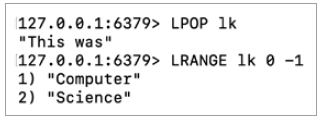 127.0.0.1:6379> LPOP lk
"This was"
127.0.0.1:6379> LRANGE lk 0 -1
1) "Computer"
2) "Science"